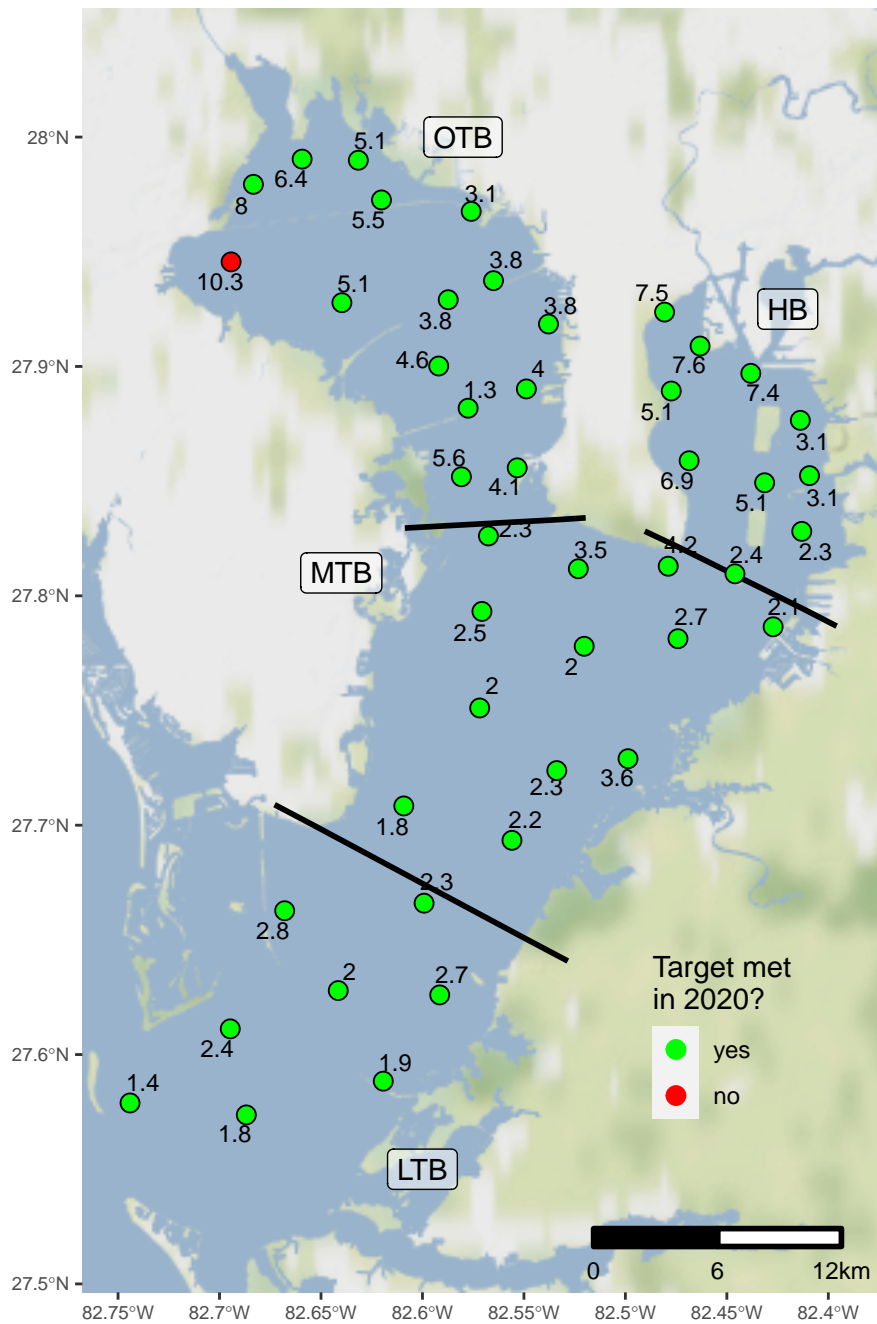 28°N
27.9°N
27.8°N
27.7°N
27.6°N
27.5°N
5.1
OTB
6.4
8
5.5
3.1
10.3
5.1
3.8
3.8
3.8
7.5
HB
4.6
4
7.6
7.4
1.3
5.1
3.1
5.6
4.1
6.9
5.1
3.1
2.3
2.3
MTB
3.5
4.2
2.4
2.1
2.5
2
2.7
2
2.3
3.6
1.8
2.2
2.3
2.8
2
2.7
2.4
1.9
1.4
1.8
LTB
Target met
in 2020?
yes
no
0 6 12km
82.75°W 82.7°W 82.65°W 82.6°W 82.55°W 82.5°W 82.45°W 82.4°W